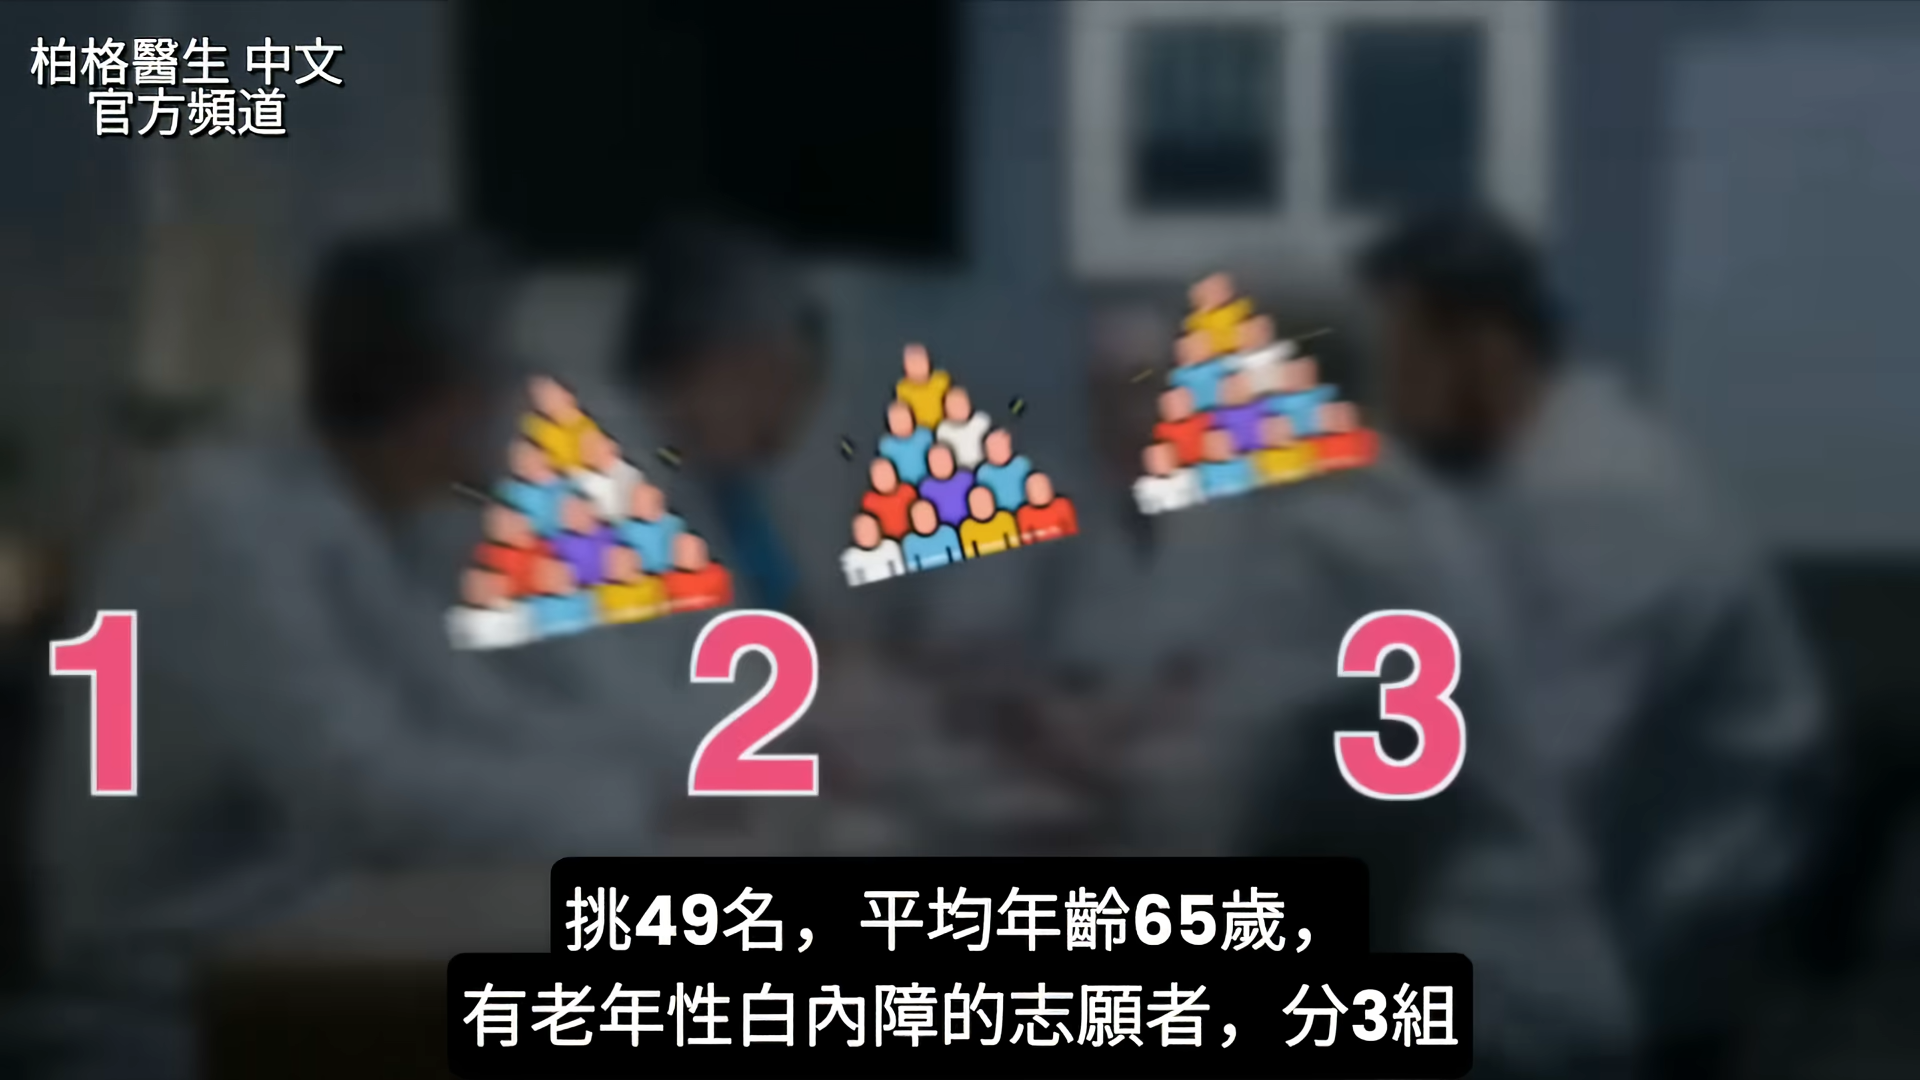 柏格醫生 中文
官方頻道
1
2
3
挑49名，平均年齡65歲，
有老年性白內障的志願者，分3組